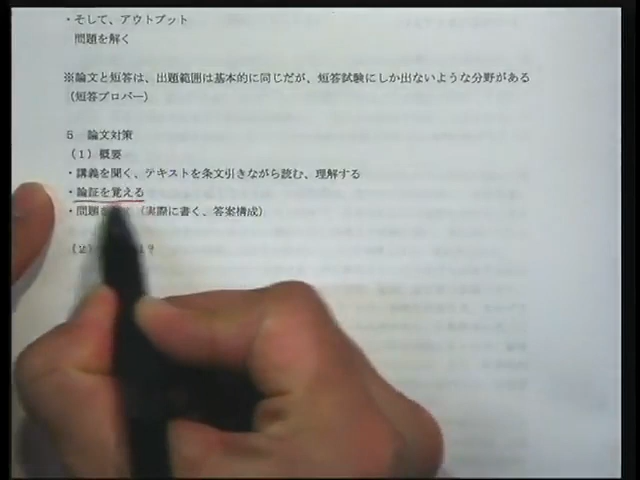 ・そして、アウトプット
問題を解く
※論文と短答は、出題範囲は基本的に同じだが、短答試験にしか出ないような分野がある
（短答プロパー）
5 論文対策
（1）概要
・講義を聞く、テキストを条文引きながら読む、理解する
・論証を覚える
・問題（実際に書く、答案構成）
（2）